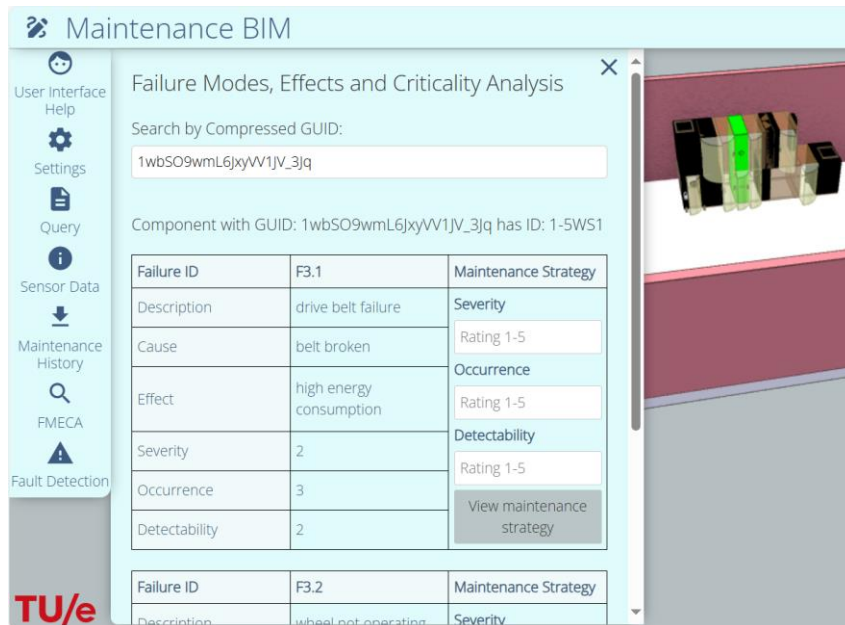 Maintenance BIM
User Interface
Help
Settings
Query
Sensor Data
Maintenance
History
FMECA
Fault Detection
TU/e
Failure Modes, Effects and Criticality Analysis
Search by Compressed GUID:
1wbSO9wmL6JxyVV1JV_3Jq
Component with GUID: 1wbSO9wmL6JxyVV1JV_3Jq has ID: 1-5WS1
Failure ID F3.1 Maintenance Strategy
Description drive belt failure
Cause belt broken
Effect high energy
consumption
Severity 2
Occurrence 3
Detectability 2
Severity
Rating 1-5
Occurrence
Rating 1-5
Detectability
Rating 1-5
View maintenance
strategy
Failure ID F3.2 Maintenance Strategy
Description wheel not operating Severity